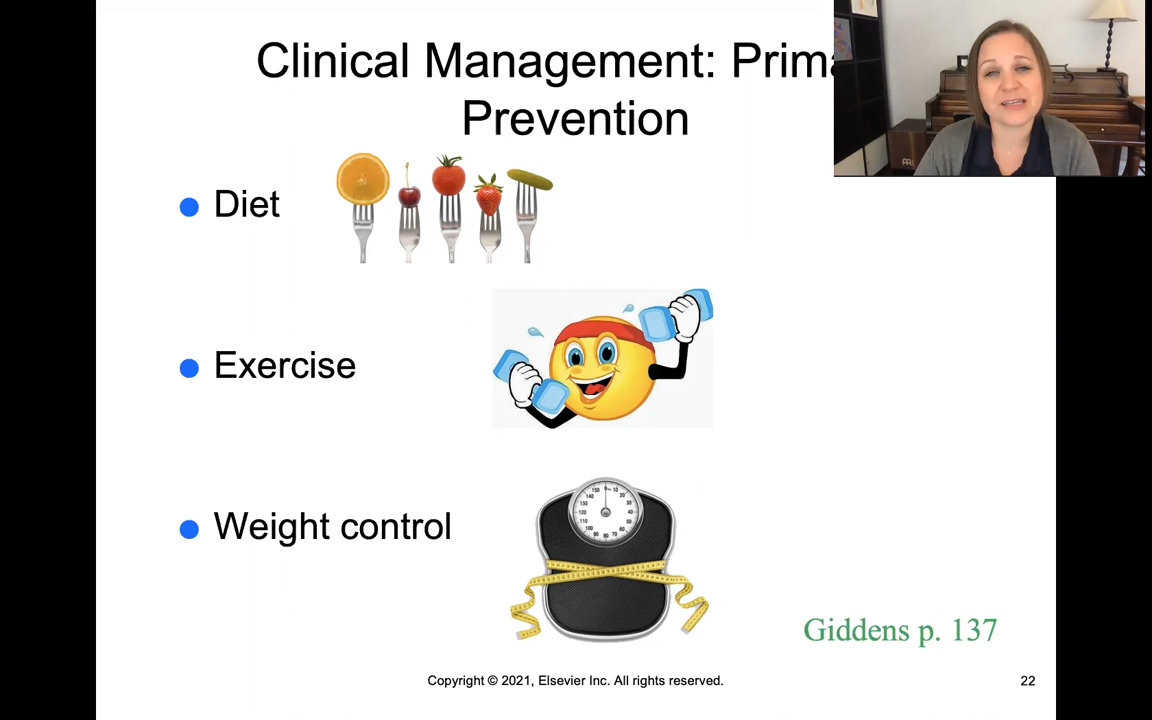 Clinical Management: Prima
Prevention
Diet
Exercise
Weight control
Giddens p. 137
Copyright © 2021, Elsevier Inc. All rights reserved.
22